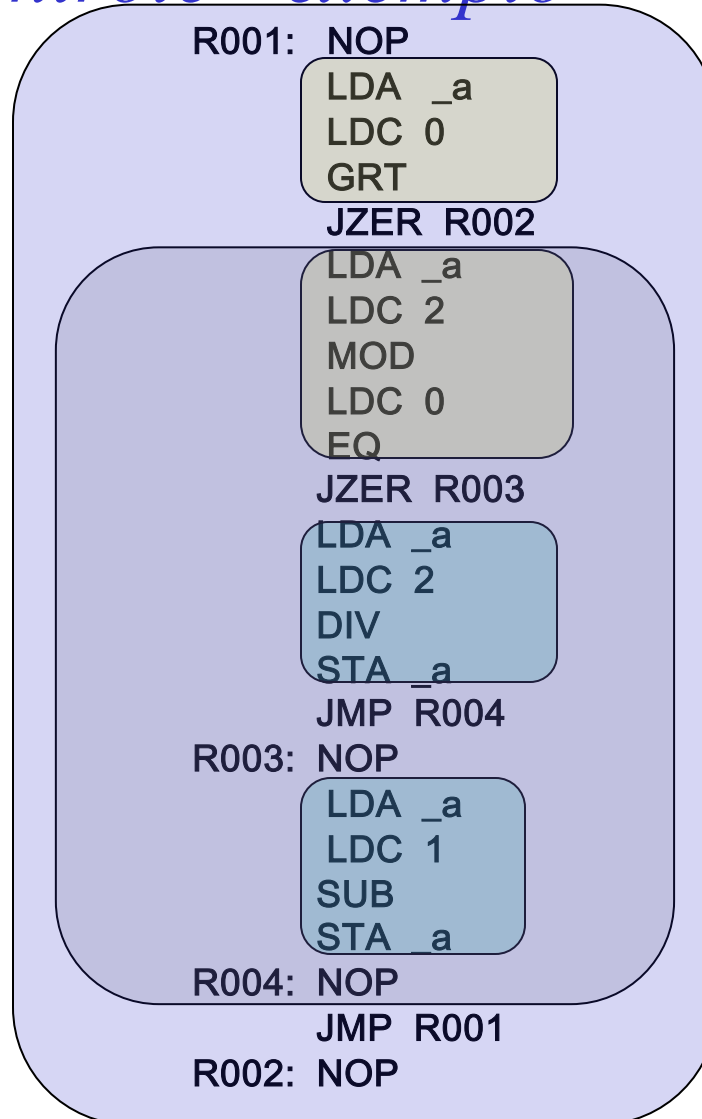 exemplo
R001: NOP
LDA _a
LDC 0
GRT
JZER R002
LDA _a
LDC 2
MOD
LDC 0
EQ
JZER R003
LDA _a
LDC 2
DIV
STA _a
JMP R004
R003: NOP
LDA _a
LDC 1
SUB
STA _a
R004: NOP
JMP R001
R002: NOP